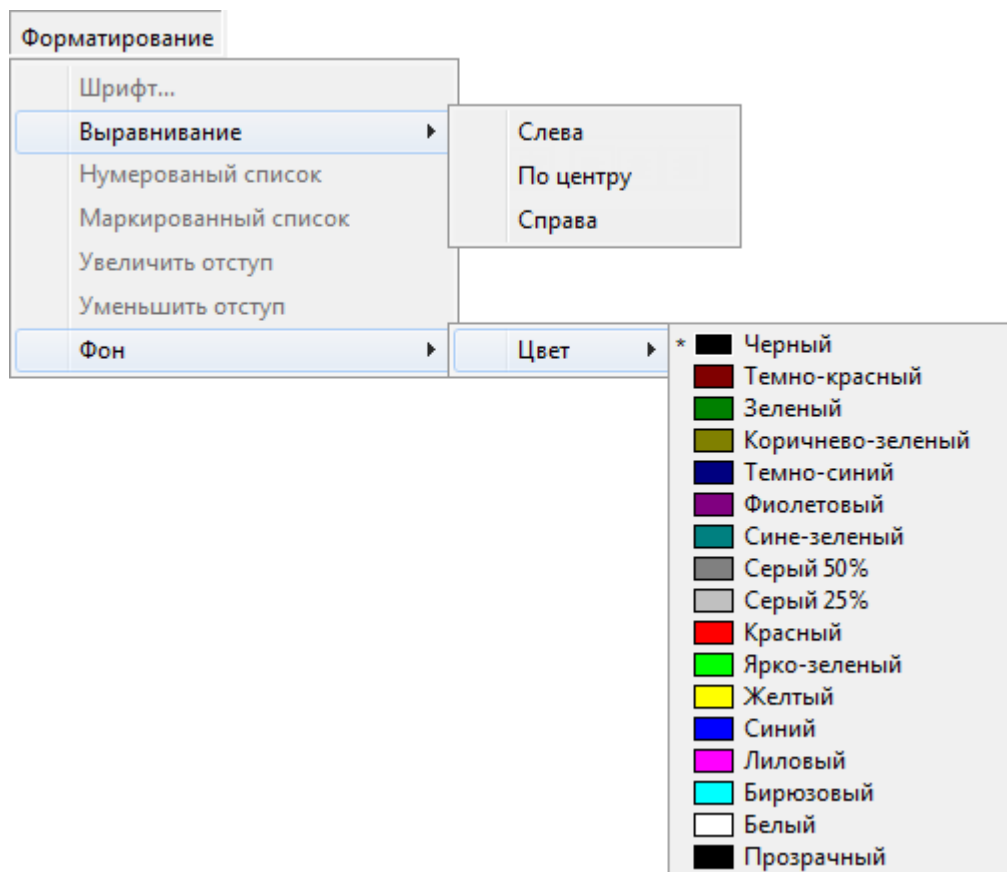 Форматирование
Шрифт...
Выравнивание
Нумерованый список
Маркированный список
Увеличить отступ
Уменьшить отступ
Фон
Слева
По центру
Справа
Цвет
* Черный
Темно-красный
Зеленый
Коричнево-зеленый
Темно-синий
Фиолетовый
Сине-зеленый
Серый 50%
Серый 25%
Красный
Ярко-зеленый
Желтый
Синий
Лиловый
Бирюзовый
Белый
Прозрачный